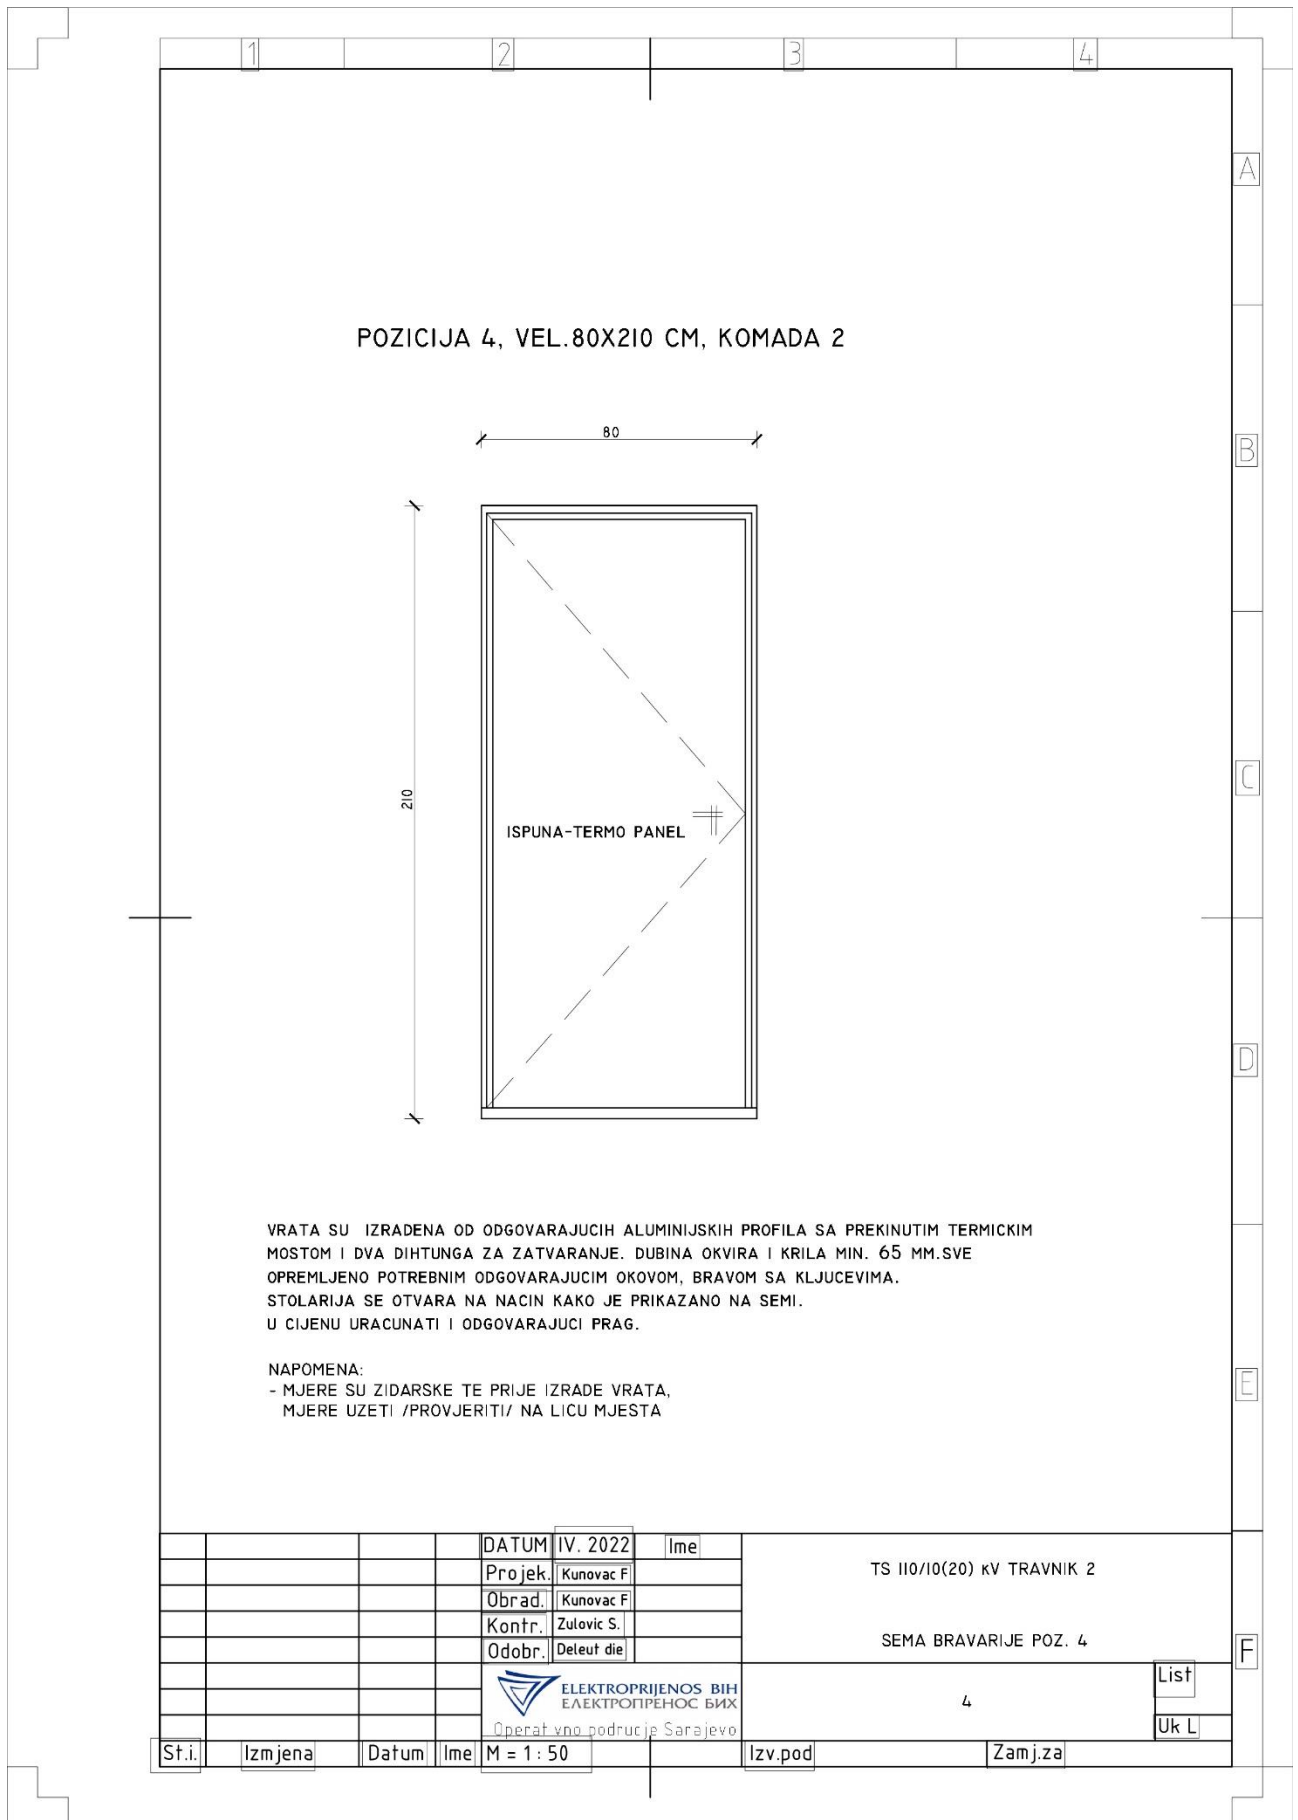 1 2 3 4
A
B
C
D
E
F
POZICIJA 4, VEL.80X210 CM, KOMADA 2
80
210
ISPUNA-TERMO PANEL
VRATA SU IZRADENA OD ODGOVARAJUCIH ALUMINIJSKIH PROFILA SA PREKINUTIM TERMICKIM
MOSTOM I DVA DIHTUNGA ZA ZATVARANJE. DUBINA OKVIRA I KRILA MIN. 65 MM.SVE
OPREMLJENO POTREBNIM ODGOVARAJUCIM OKOVOM, BRAVOM SA KLJUCEVIMA.
STOLARIJA SE OTVARA NA NACIN KAKO JE PRIKAZANO NA SEMI.
U CIJENU URACUNATI I ODGOVARAJUCI PRAG.
NAPOMENA:
- MJERE SU ZIDARSKE TE PRIJE IZRADE VRATA,
MJERE UZETI /PROVJERITI/ NA LICU MJESTA
DATUM IV. 2022 Ime
Projek. Kunovac F
Obrad. Kunovac F
Kontr. Zulovic S.
Odobr. Deleut die
TS 110/10(20) KV TRAVNIK 2
SEMA BRAVARIJE POZ. 4
ELEKTROPRIJENOS BIH
ЕЛЕКТРОПРЕНОС БИХ
Operat vno podrucje Sarajevo
4
List
Uk L
St.i. Izmjena Datum Ime M = 1 : 50 Izv.pod Zamj.za